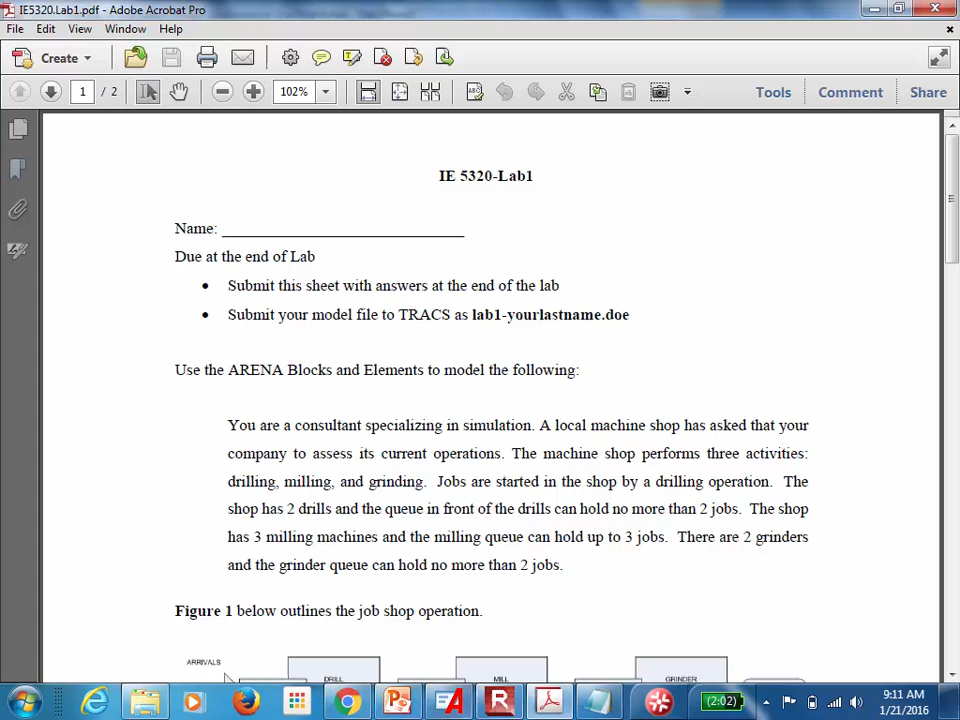 IE5320.Lab1.pdf - Adobe Acrobat Pro
File Edit View Window Help
Create
1 / 2 102% Tools Comment Share
IE 5320-Lab1
Name:
Due at the end of Lab
• Submit this sheet with answers at the end of the lab
• Submit your model file to TRACS as lab1-yourlastname.doe
Use the ARENA Blocks and Elements to model the following:
You are a consultant specializing in simulation. A local machine shop has asked that your
company to assess its current operations. The machine shop performs three activities:
drilling, milling, and grinding. Jobs are started in the shop by a drilling operation. The
shop has 2 drills and the queue in front of the drills can hold no more than 2 jobs. The shop
has 3 milling machines and the milling queue can hold up to 3 jobs. There are 2 grinders
and the grinder queue can hold no more than 2 jobs.
Figure 1 below outlines the job shop operation.
ARRIVALS
DRILL MILL GRINDER
(2:02) 9:11 AM
1/21/2016